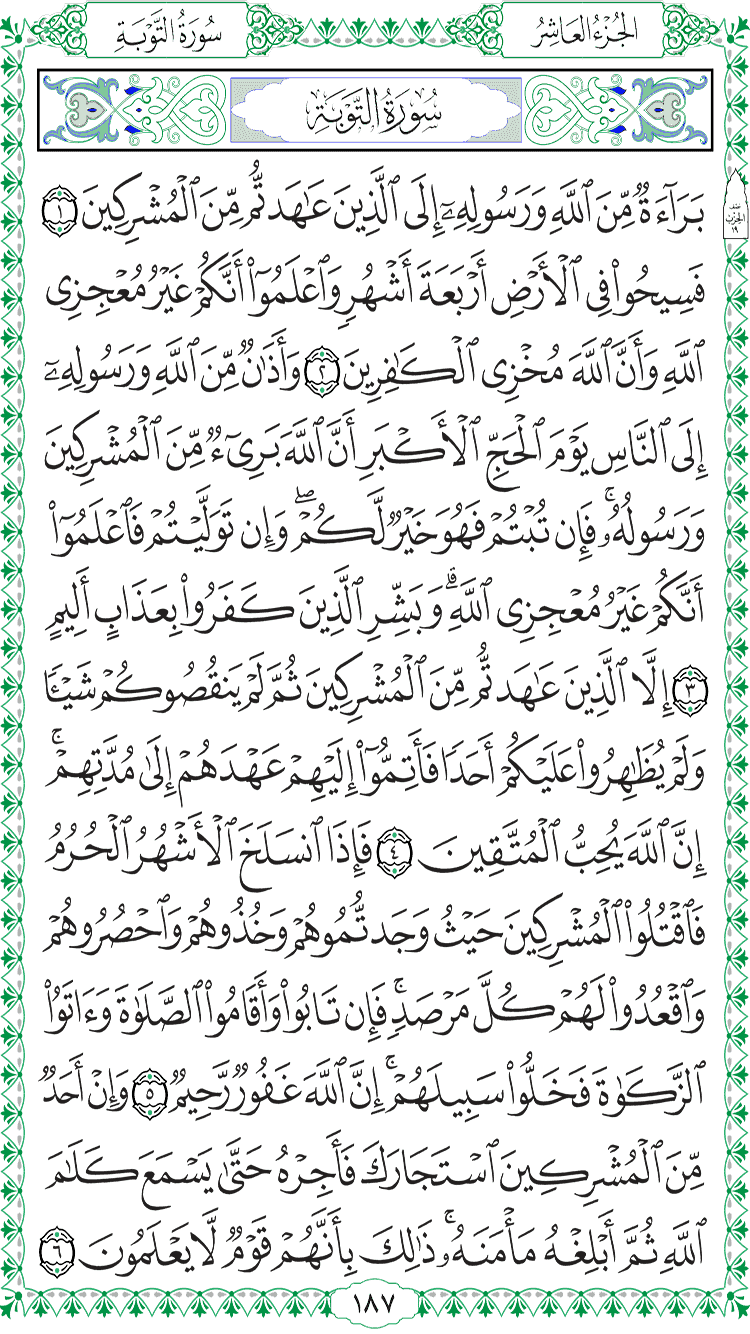 الجُزْءُ العَاشِرُ
سُورَةُ التَّوْبَةِ
سُورَةُ التَّوْبَةِ
بَرَآءَةٌ مِّنَ ٱللَّهِ وَرَسُولِهِۦٓ إِلَى ٱلَّذِينَ عَٰهَدتُّم مِّنَ ٱلْمُشْرِكِينَ ١
نصف
الحزب
١٩
فَسِيحُوا۟ فِى ٱلْأَرْضِ أَرْبَعَةَ أَشْهُرٍ وَٱعْلَمُوٓا۟ أَنَّكُمْ غَيْرُ مُعْجِزِى
ٱللَّهِ وَأَنَّ ٱللَّهَ مُخْزِى ٱلْكَٰفِرِينَ ٢ وَأَذَٰنٌ مِّنَ ٱللَّهِ وَرَسُولِهِۦٓ
إِلَى ٱلنَّاسِ يَوْمَ ٱلْحَجِّ ٱلْأَكْبَرِ أَنَّ ٱللَّهَ بَرِىٓءٌ مِّنَ ٱلْمُشْرِكِينَ
وَرَسُولُهُۥ ۚ فَإِن تُبْتُمْ فَهُوَ خَيْرٌ لَّكُمْ ۖ وَإِن تَوَلَّيْتُمْ فَٱعْلَمُوٓا۟
أَنَّكُمْ غَيْرُ مُعْجِزِى ٱللَّهِ ۗ وَبَشِّرِ ٱلَّذِينَ كَفَرُوا۟ بِعَذَابٍ أَلِيمٍ
٣ إِلَّا ٱلَّذِينَ عَٰهَدتُّم مِّنَ ٱلْمُشْرِكِينَ ثُمَّ لَمْ يَنقُصُوكُمْ شَيْـًٔا
وَلَمْ يُظَٰهِرُوا۟ عَلَيْكُمْ أَحَدًا فَأَتِمُّوٓا۟ إِلَيْهِمْ عَهْدَهُمْ إِلَىٰ مُدَّتِهِمْ ۚ
إِنَّ ٱللَّهَ يُحِبُّ ٱلْمُتَّقِينَ ٤ فَإِذَا ٱنسَلَخَ ٱلْأَشْهُرُ ٱلْحُرُمُ
فَٱقْتُلُوا۟ ٱلْمُشْرِكِينَ حَيْثُ وَجَدتُّمُوهُمْ وَخُذُوهُمْ وَٱحْصُرُوهُمْ
وَٱقْعُدُوا۟ لَهُمْ كُلَّ مَرْصَدٍ ۚ فَإِن تَابُوا۟ وَأَقَامُوا۟ ٱلصَّلَوٰةَ وَءَاتَوُا۟
ٱلزَّكَوٰةَ فَخَلُّوا۟ سَبِيلَهُمْ ۚ إِنَّ ٱللَّهَ غَفُورٌ رَّحِيمٌ ٥ وَإِنْ أَحَدٌ
مِّنَ ٱلْمُشْرِكِينَ ٱسْتَجَارَكَ فَأَجِرْهُ حَتَّىٰ يَسْمَعَ كَلَٰمَ
ٱللَّهِ ثُمَّ أَبْلِغْهُ مَأْمَنَهُۥ ۚ ذَٰلِكَ بِأَنَّهُمْ قَوْمٌ لَّا يَعْلَمُونَ ٦
١٨٧